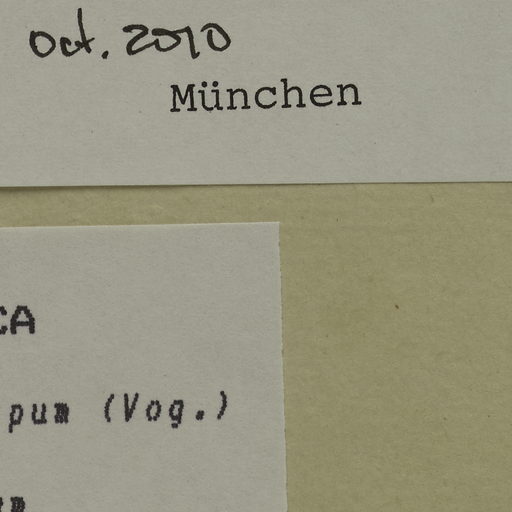 Oct. 2010
München
CA
pum (Vog.)